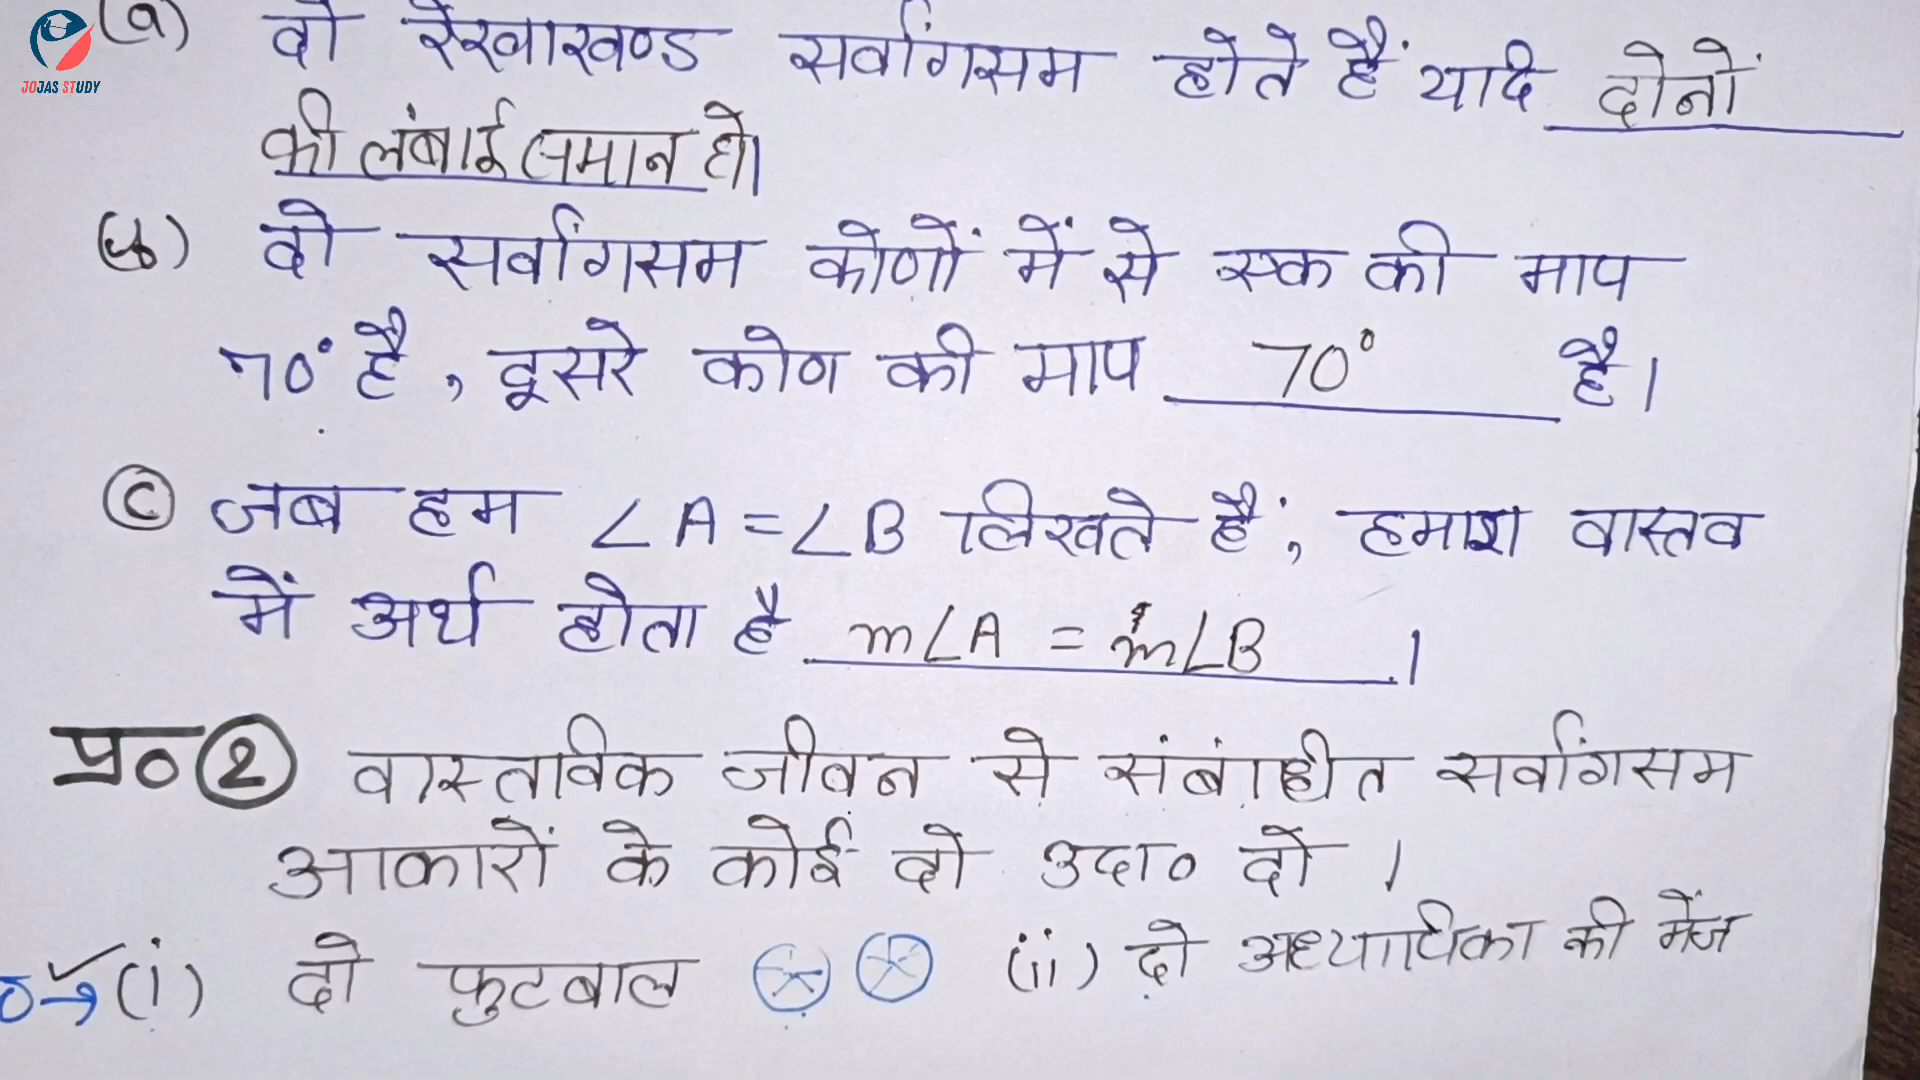 JOJAS STUDY
(a) दो रेखाखण्ड सर्वांगसम होते हैं यदि दोनों
की लंबाई समान हो।
(b) दो सर्वांगसम कोणों में से एक की माप
70° है, दूसरे कोण की माप 70° है।
(c) जब हम ∠A = ∠B लिखते हैं, हमारा वास्तव
में अर्थ होता है m∠A = m∠B ।
प्र० (2) वास्तविक जीवन से संबंधित सर्वांगसम
आकारों के कोई दो उदा० दो ।
(i) दो फुटबाल (ii) दो अध्यापिका की मेंज